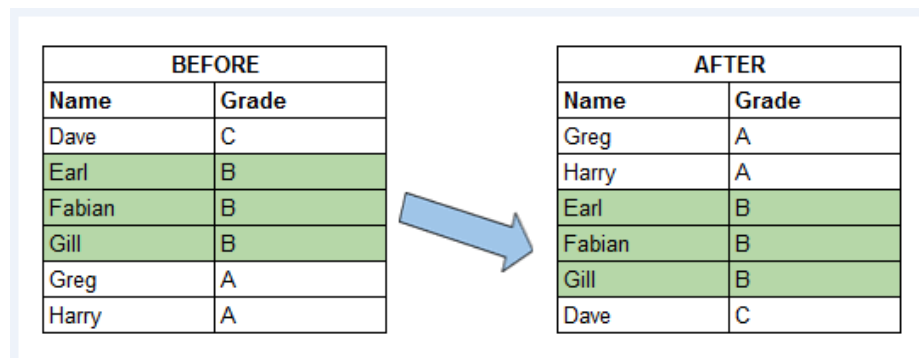 BEFORE
Name Grade
Dave C
Earl B
Fabian B
Gill B
Greg A
Harry A
AFTER
Name Grade
Greg A
Harry A
Earl B
Fabian B
Gill B
Dave C